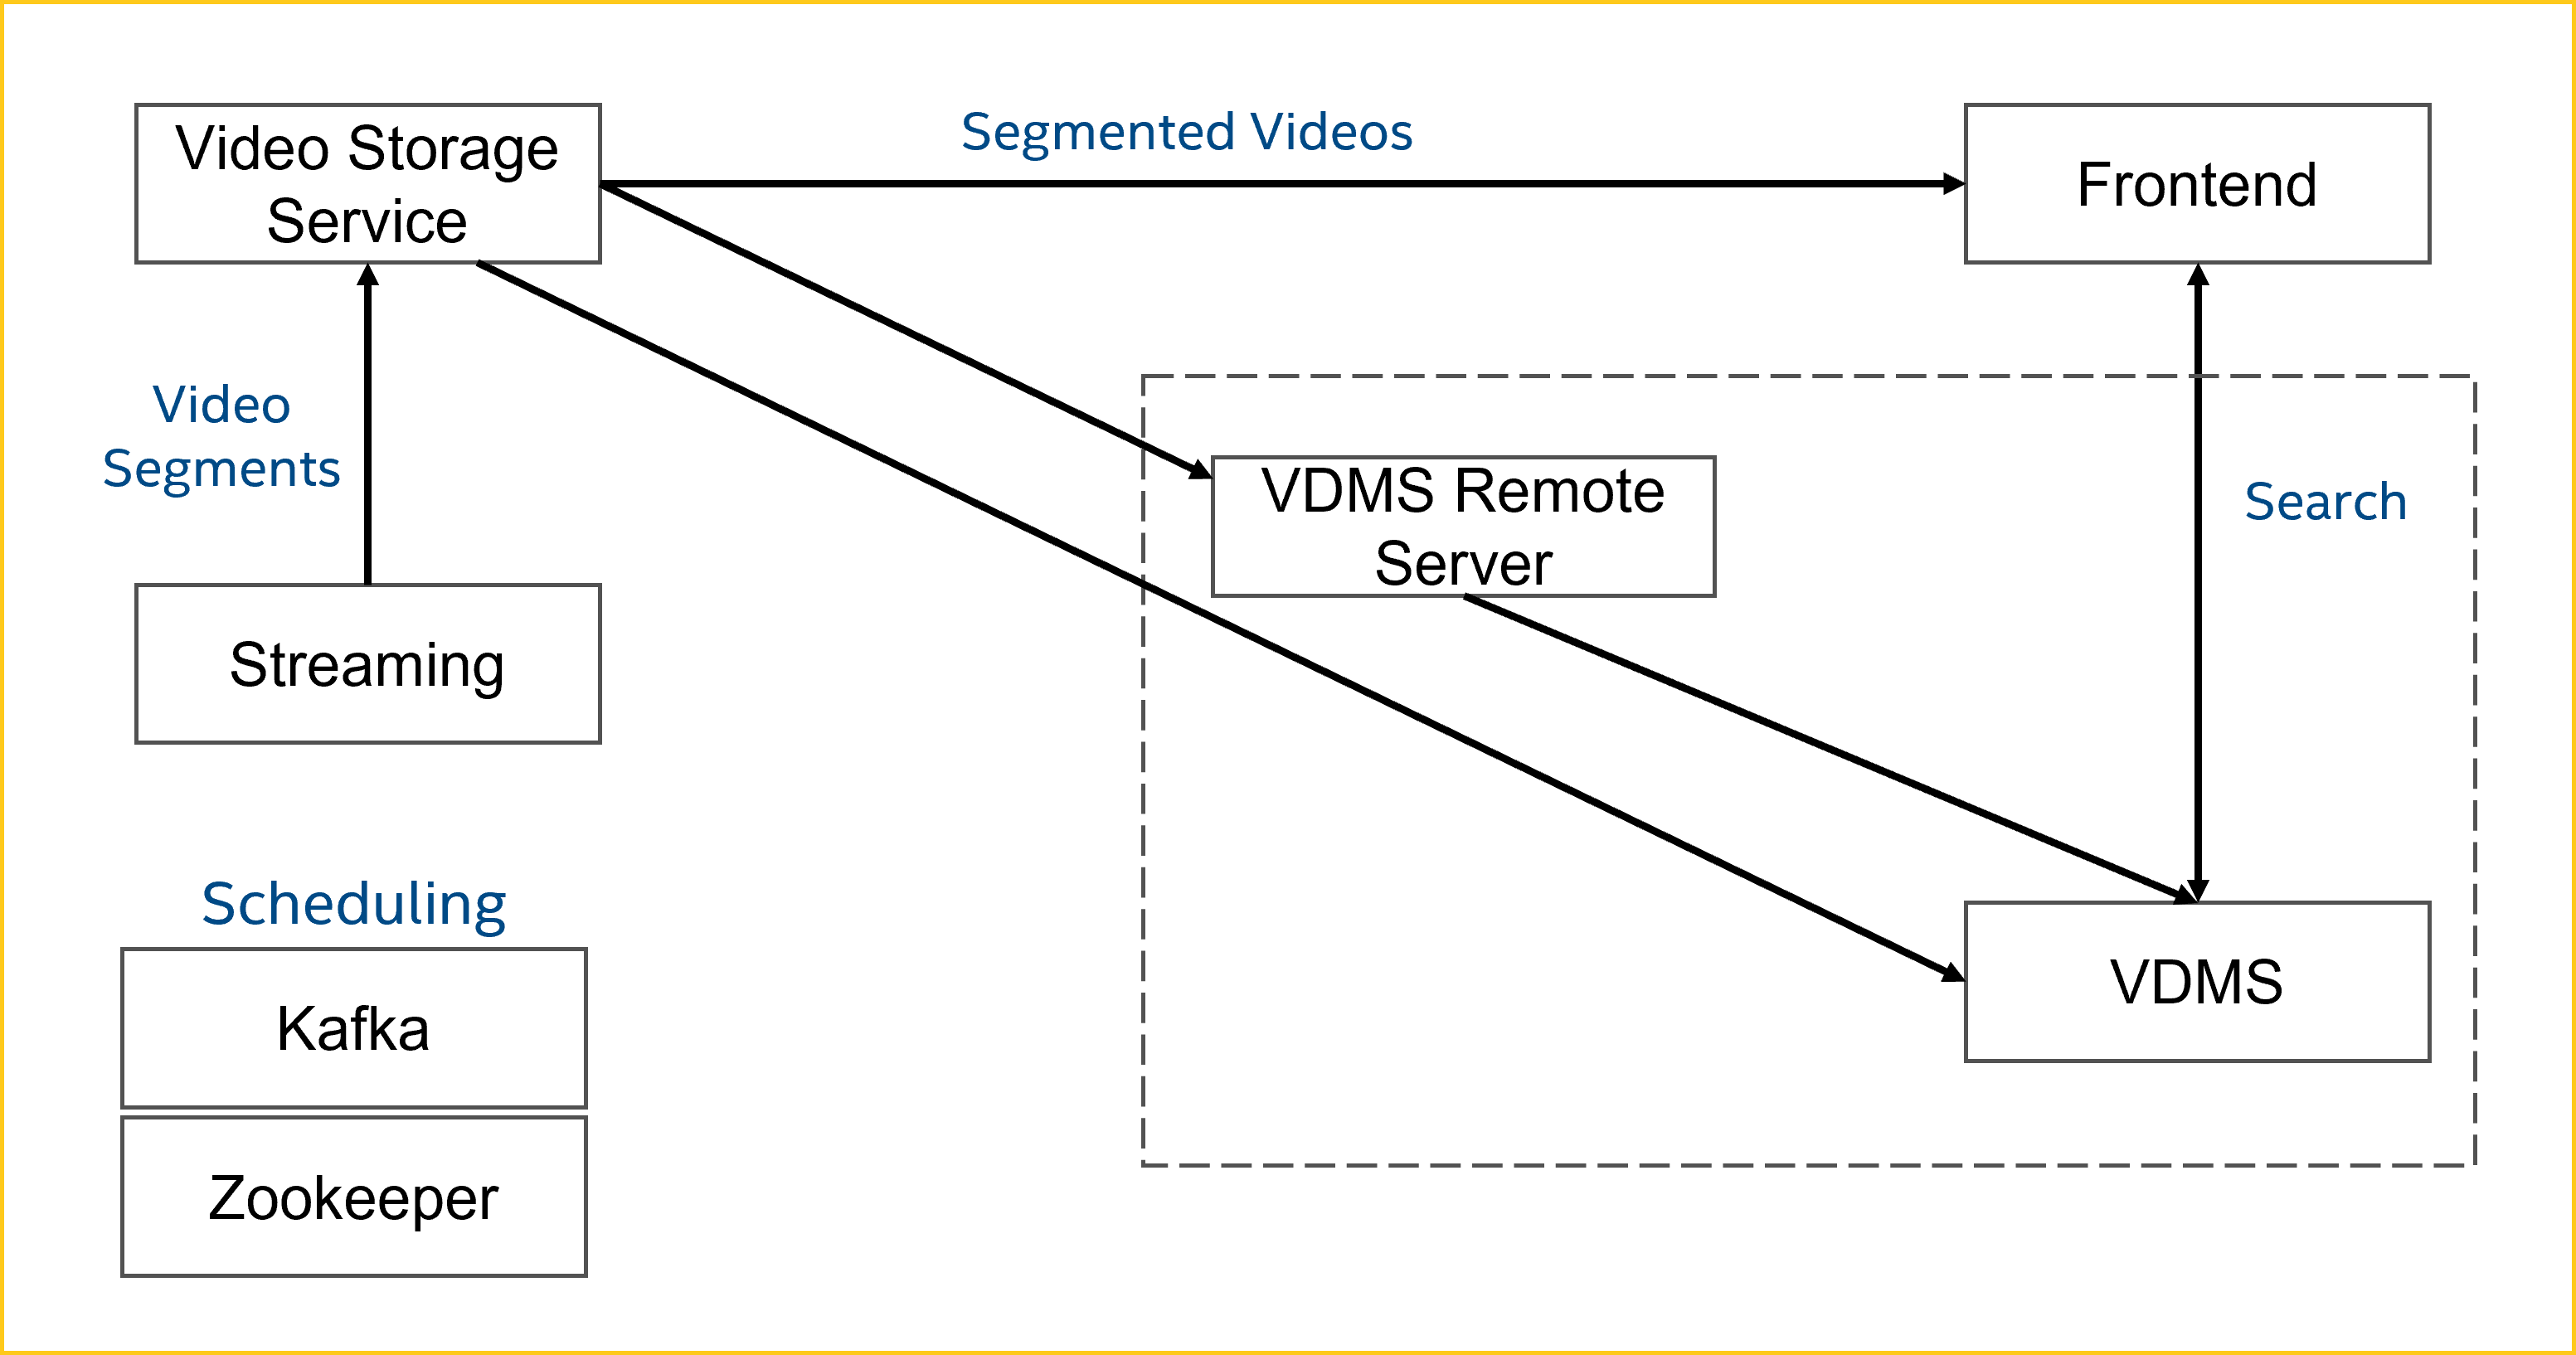 Video Storage
Service
Segmented Videos
Frontend
Video
Segments
VDMS Remote
Server
Search
Streaming
Scheduling
Kafka
VDMS
Zookeeper